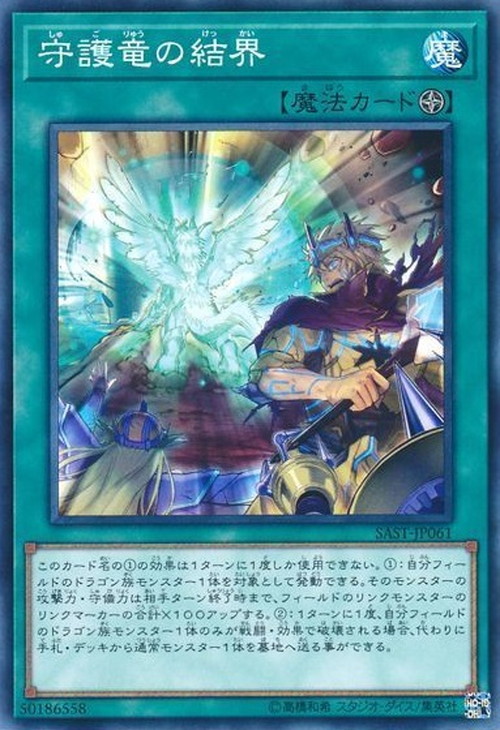 守護竜の結界
魔
【魔法カード】
SAST-JP061
このカード名の①の効果は1ターンに1度しか使用できない。①:自分フィ
ールドのドラゴン族モンスター1体を対象として発動できる。そのモンスターの
攻撃力・守備力は相手ターン終了時まで、フィールドのリンクモンスターの
リンクマーカーの合計×100アップする。②:1ターンに1度、自分フィールド
のドラゴン族モンスター1体のみが戦闘・効果で破壊される場合、代わりに
手札・デッキから通常モンスター1体を墓地へ送る事ができる。
50186558
©高橋和希 スタジオ・ダイス/集英社